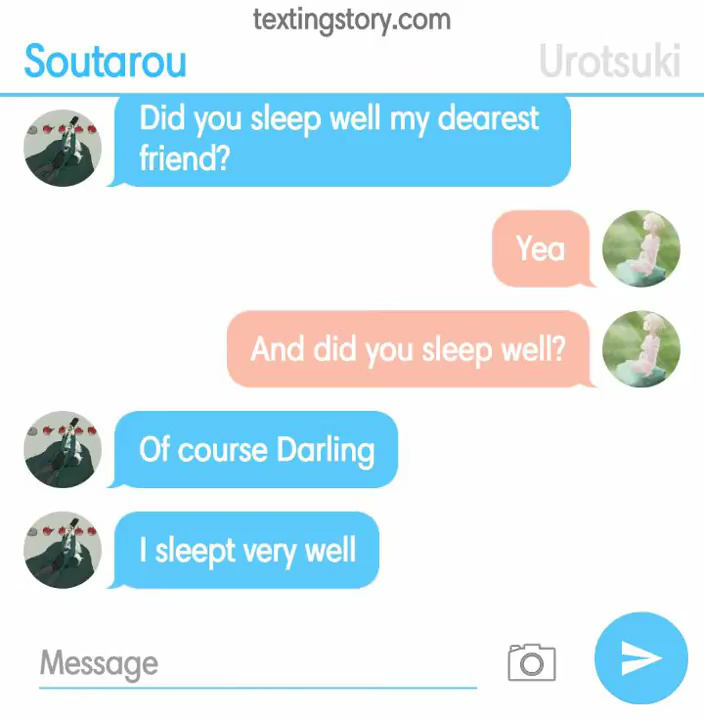 textingstory.com
Soutarou
Urotsuki
Did you sleep well my dearest
friend?
Yea
And did you sleep well?
Of course Darling
I sleept very well
Message